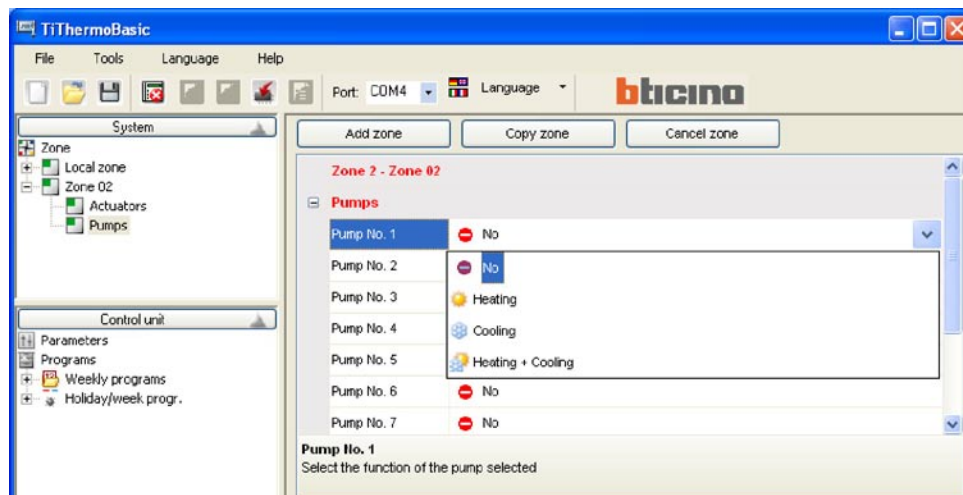 TiThermoBasic
File Tools Language Help
Port: COM4 Language bticino
System
Zone
Local zone
Zone 02
Actuators
Pumps
Control unit
Parameters
Programs
Weekly programs
Holiday/week progr.
Add zone Copy zone Cancel zone
Zone 2 - Zone 02
Pumps
Pump No. 1 No
Pump No. 2 No
Pump No. 3 Heating
Pump No. 4 Cooling
Pump No. 5 Heating + Cooling
Pump No. 6 No
Pump No. 7 No
Pump No. 1
Select the function of the pump selected